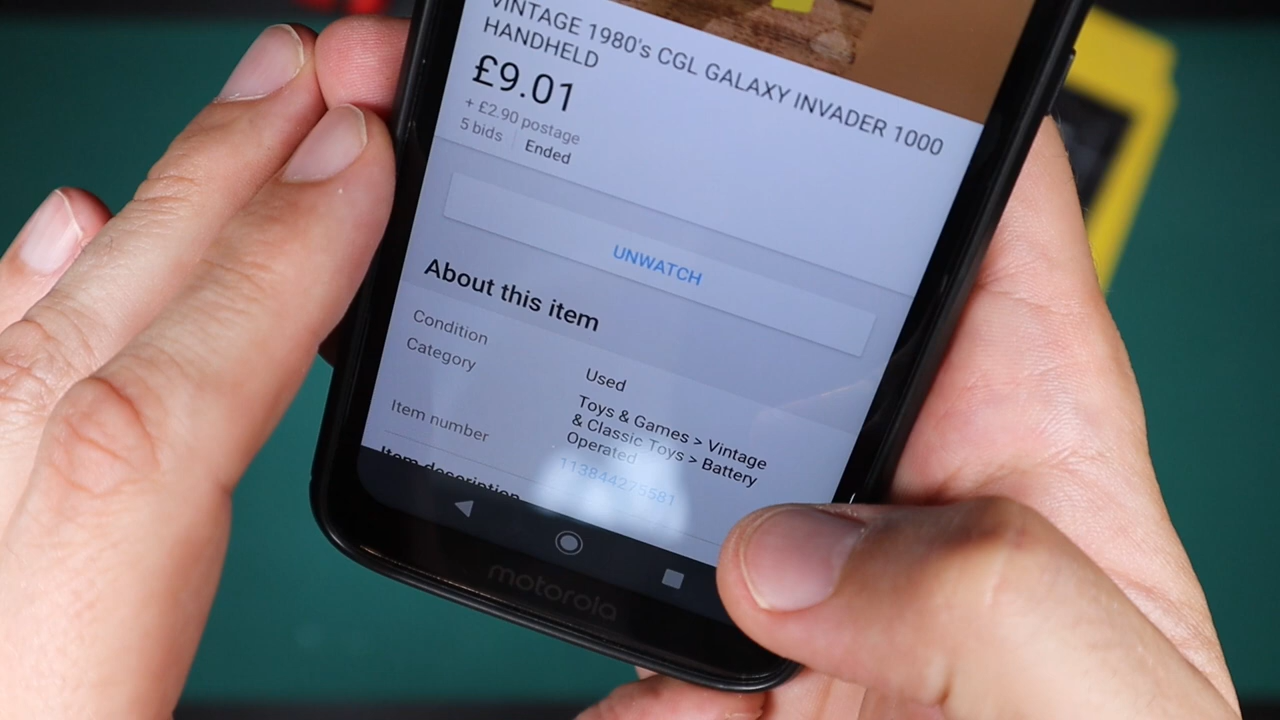 VINTAGE 1980's CGL GALAXY INVADER 1000
HANDHELD
£9.01
+ £2.90 postage
5 bids
Ended
UNWATCH
About this item
Condition
Used
Category
Toys & Games > Vintage
& Classic Toys > Battery
Operated
Item number
113844275581
Item description
motorola